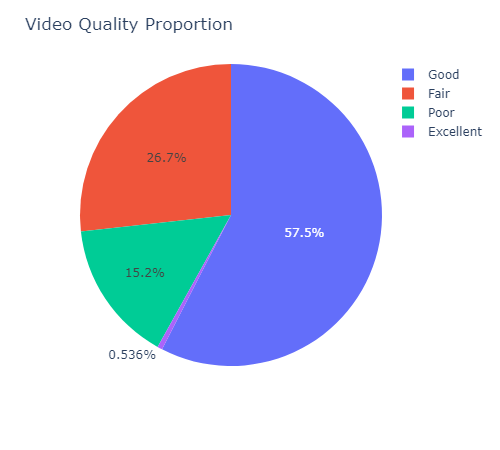 Video Quality Proportion
Good
Fair
Poor
Excellent
26.7%
57.5%
15.2%
0.536%